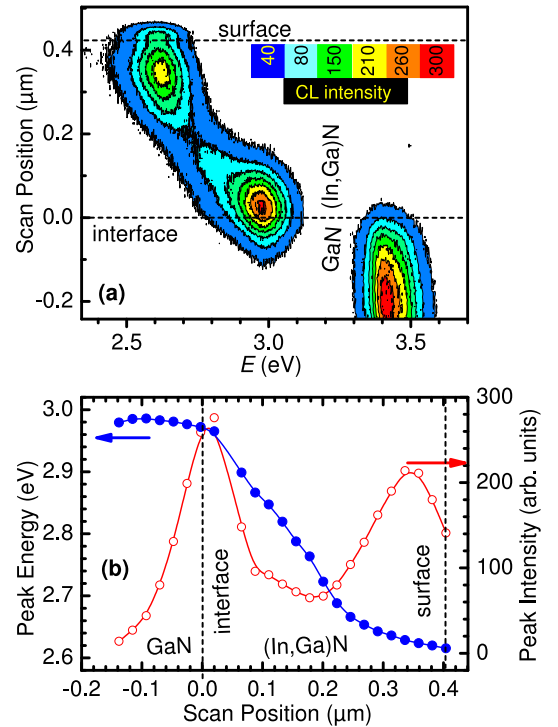 surface
40 80 150 210 260 300
CL intensity
0.4
0.2
0.0
-0.2
Scan Position (µm)
interface
GaN (In,Ga)N
(a)
2.5 3.0 3.5
E (eV)
3.0
2.9
2.8
2.7
2.6
Peak Energy (eV)
300
200
100
0
Peak Intensity (arb. units)
(b)
interface
surface
GaN (In,Ga)N
-0.2 -0.1 0.0 0.1 0.2 0.3 0.4
Scan Position (µm)